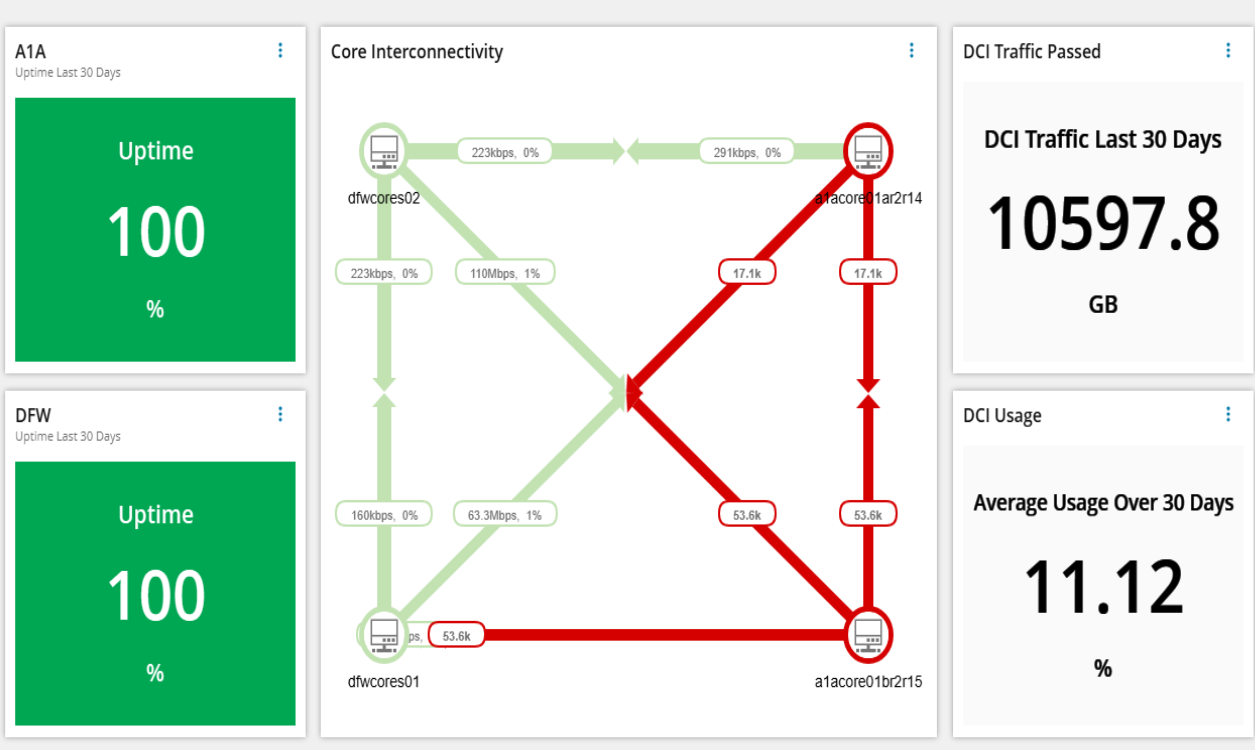 A1A
Uptime Last 30 Days
Uptime
100
%
DFW
Uptime Last 30 Days
Uptime
100
%
Core Interconnectivity
223kbps, 0%
291kbps, 0%
dfwcores02
a1acore01ar2r14
223kbps, 0%
110Mbps, 1%
17.1k
17.1k
160kbps, 0%
63.3Mbps, 1%
53.6k
53.6k
ps,
53.6k
dfwcores01
a1acore01br2r15
DCI Traffic Passed
DCI Traffic Last 30 Days
10597.8
GB
DCI Usage
Average Usage Over 30 Days
11.12
%